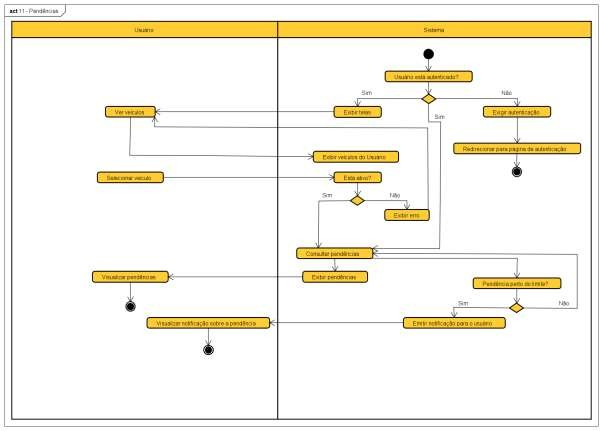 act 11 - Pendências
Usuário
Sistema
Usuário está autenticado?
Sim
Não
Ver veículos
Exibir telas
Sim
Exigir autenticação
Redirecionar para página de autenticação
Exibir veículos do Usuário
Selecionar veículo
Está ativo?
Sim
Não
Exibir erro
Consultar pendências
Visualizar pendências
Exibir pendências
Pendência perto do limite?
Sim
Não
Visualizar notificação sobre a pendência
Emitir notificação para o usuário